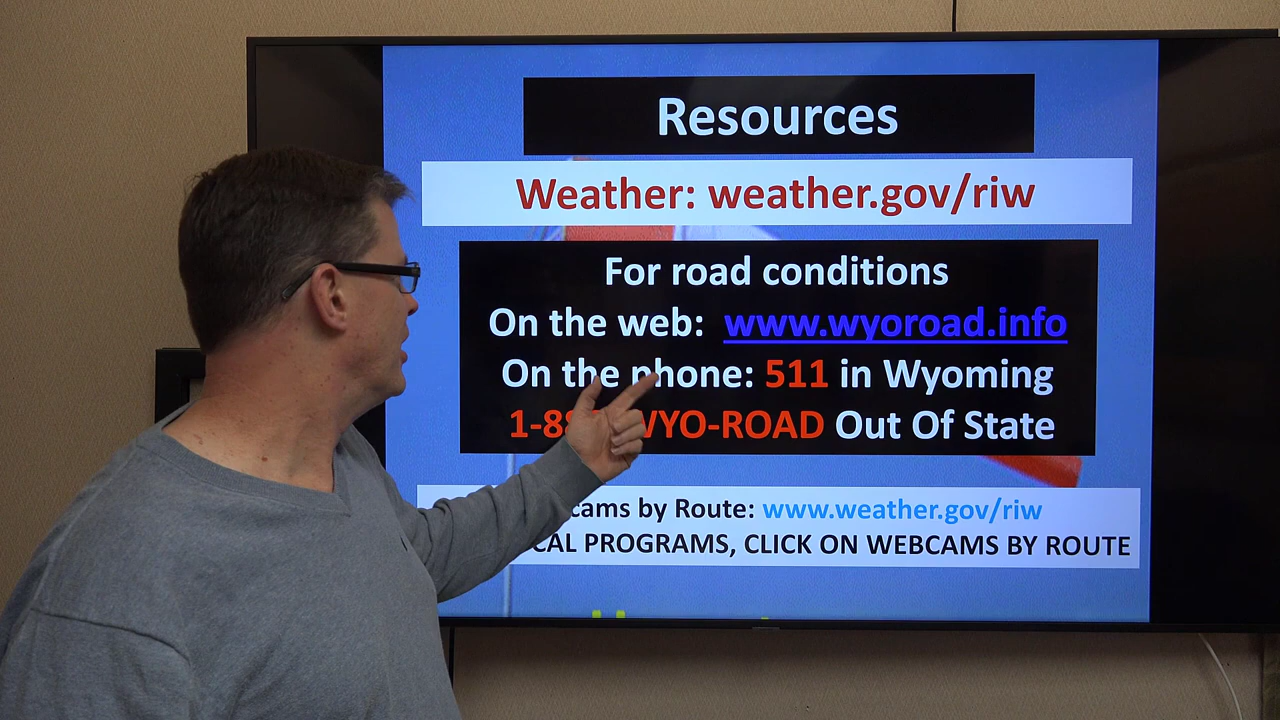 Resources
Weather: weather.gov/riw
For road conditions
On the web: www.wyoroad.info
On the phone: 511 in Wyoming
1-88 WYO-ROAD Out Of State
cams by Route: www.weather.gov/riw
CAL PROGRAMS, CLICK ON WEBCAMS BY ROUTE